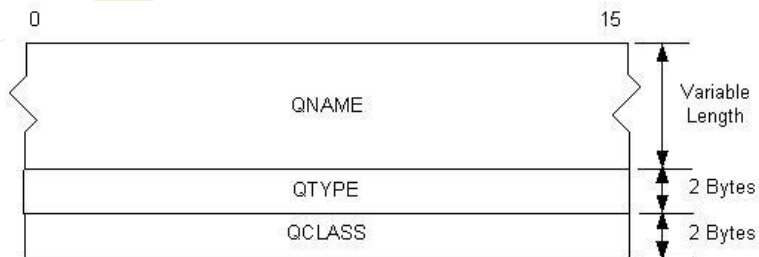 0 15
QNAME
Variable
Length
QTYPE
2 Bytes
QCLASS
2 Bytes